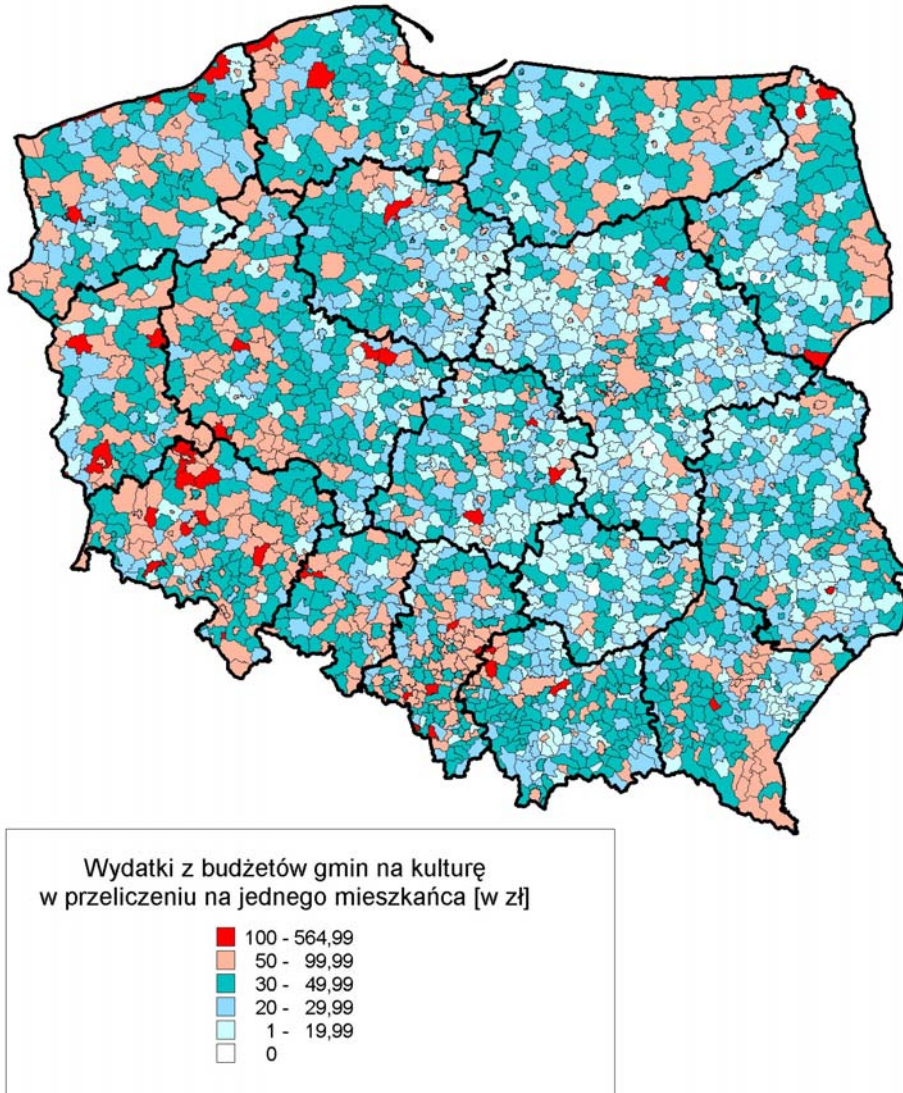 Wydatki z budżetów gmin na kulturę
w przeliczeniu na jednego mieszkańca [w zł]
100 - 564,99
50 - 99,99
30 - 49,99
20 - 29,99
1 - 19,99
0